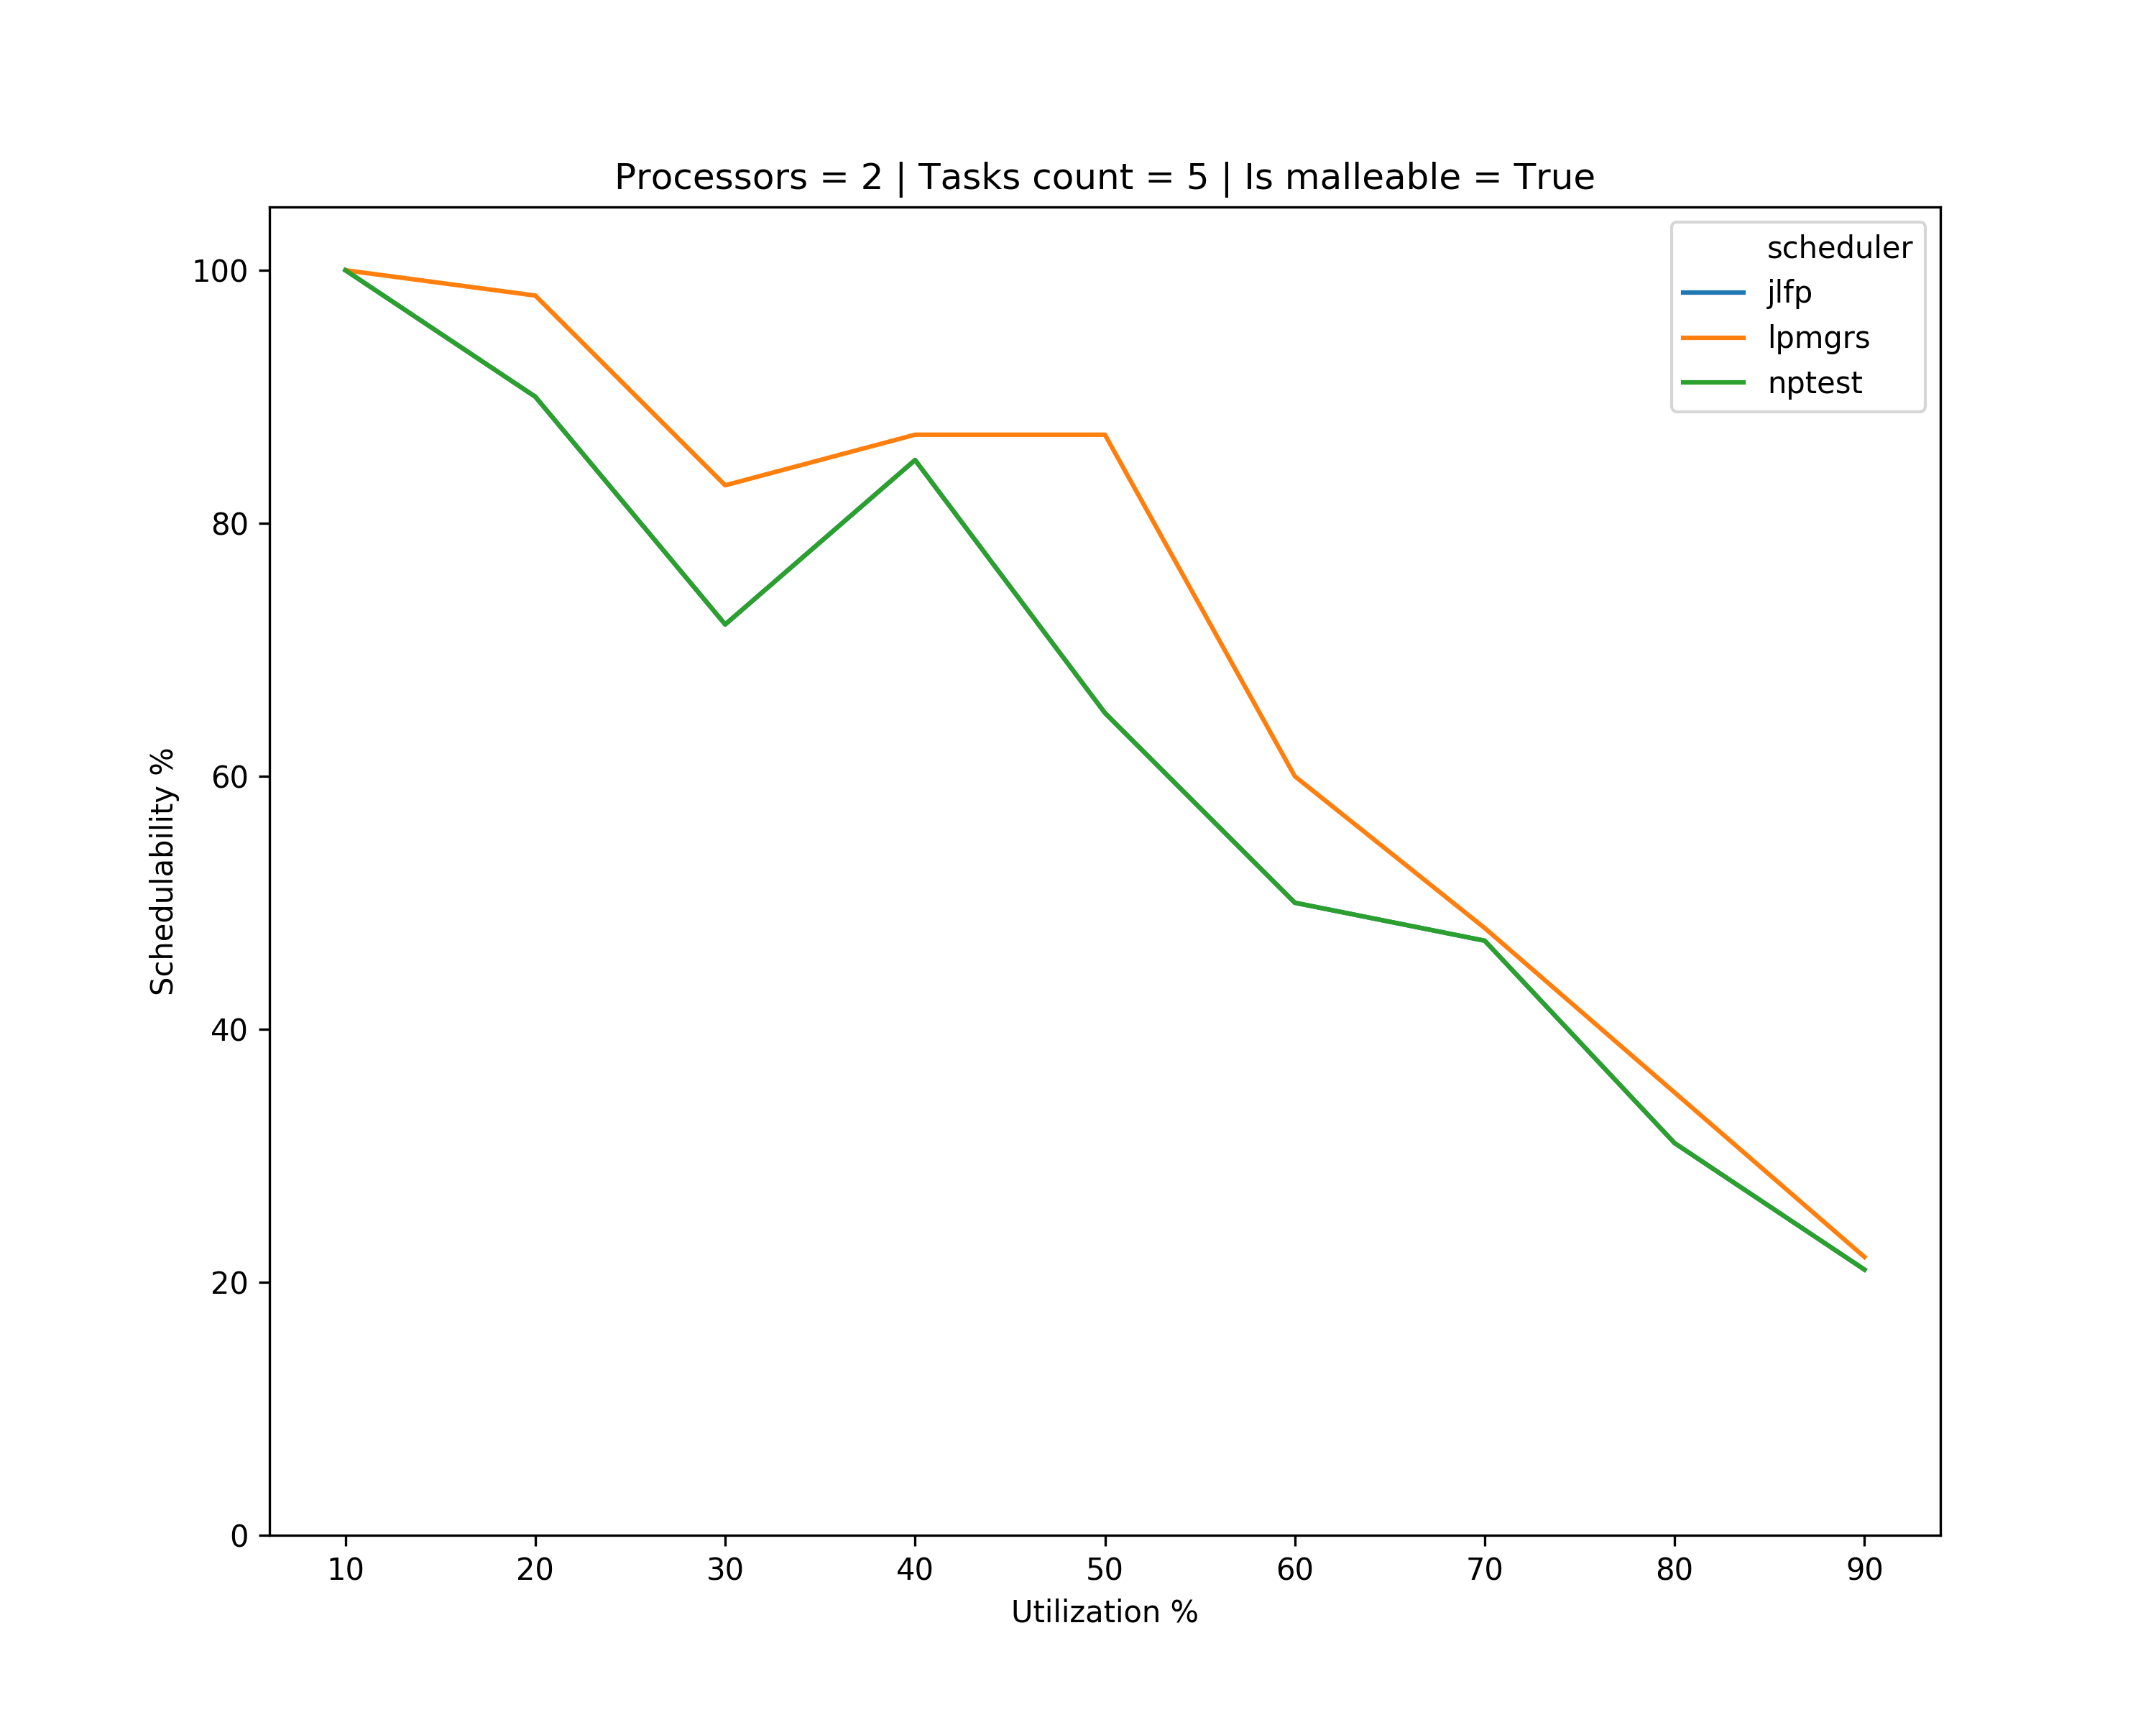 Processors = 2 | Tasks count = 5 | Is malleable = True
scheduler
jlfp
lpmgrs
nptest
Schedulability %
100
80
60
40
20
0
10 20 30 40 50 60 70 80 90
Utilization %